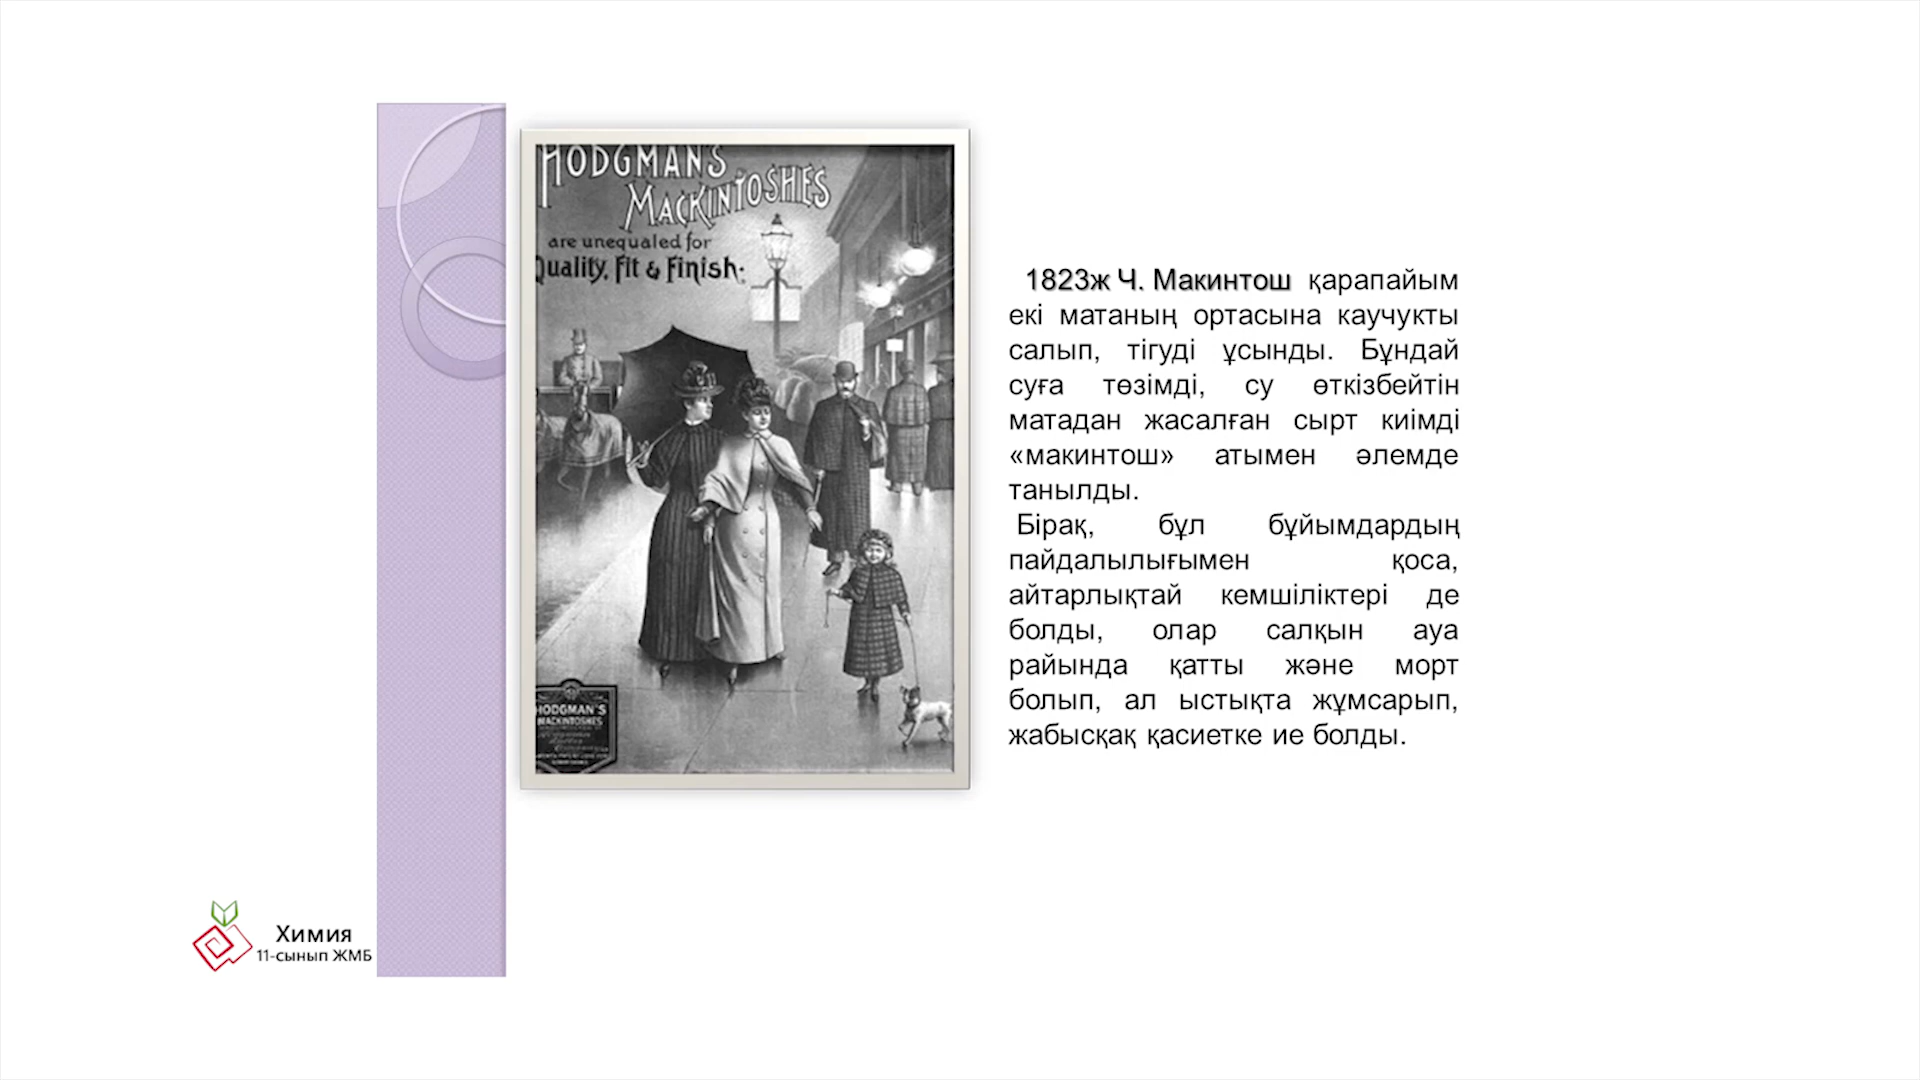 HODGMAN'S
MACKINTOSHES
are unequaled for
Quality, Fit & Finish.
HODGMAN'S
MACKINTOSHES
1823ж Ч. Макинтош қарапайым
екі матаның ортасына каучукты
салып, тігуді ұсынды. Бұндай
суға төзімді, су өткізбейтін
матадан жасалған сырт киімді
«макинтош» атымен әлемде
танылды.
Бірақ, бұл бұйымдардың
пайдалылығымен қоса,
айтарлықтай кемшіліктері де
болды, олар салқын ауа
райында қатты және морт
болып, ал ыстықта жұмсарып,
жабысқақ қасиетке ие болды.
Химия
11-сынып ЖМБ